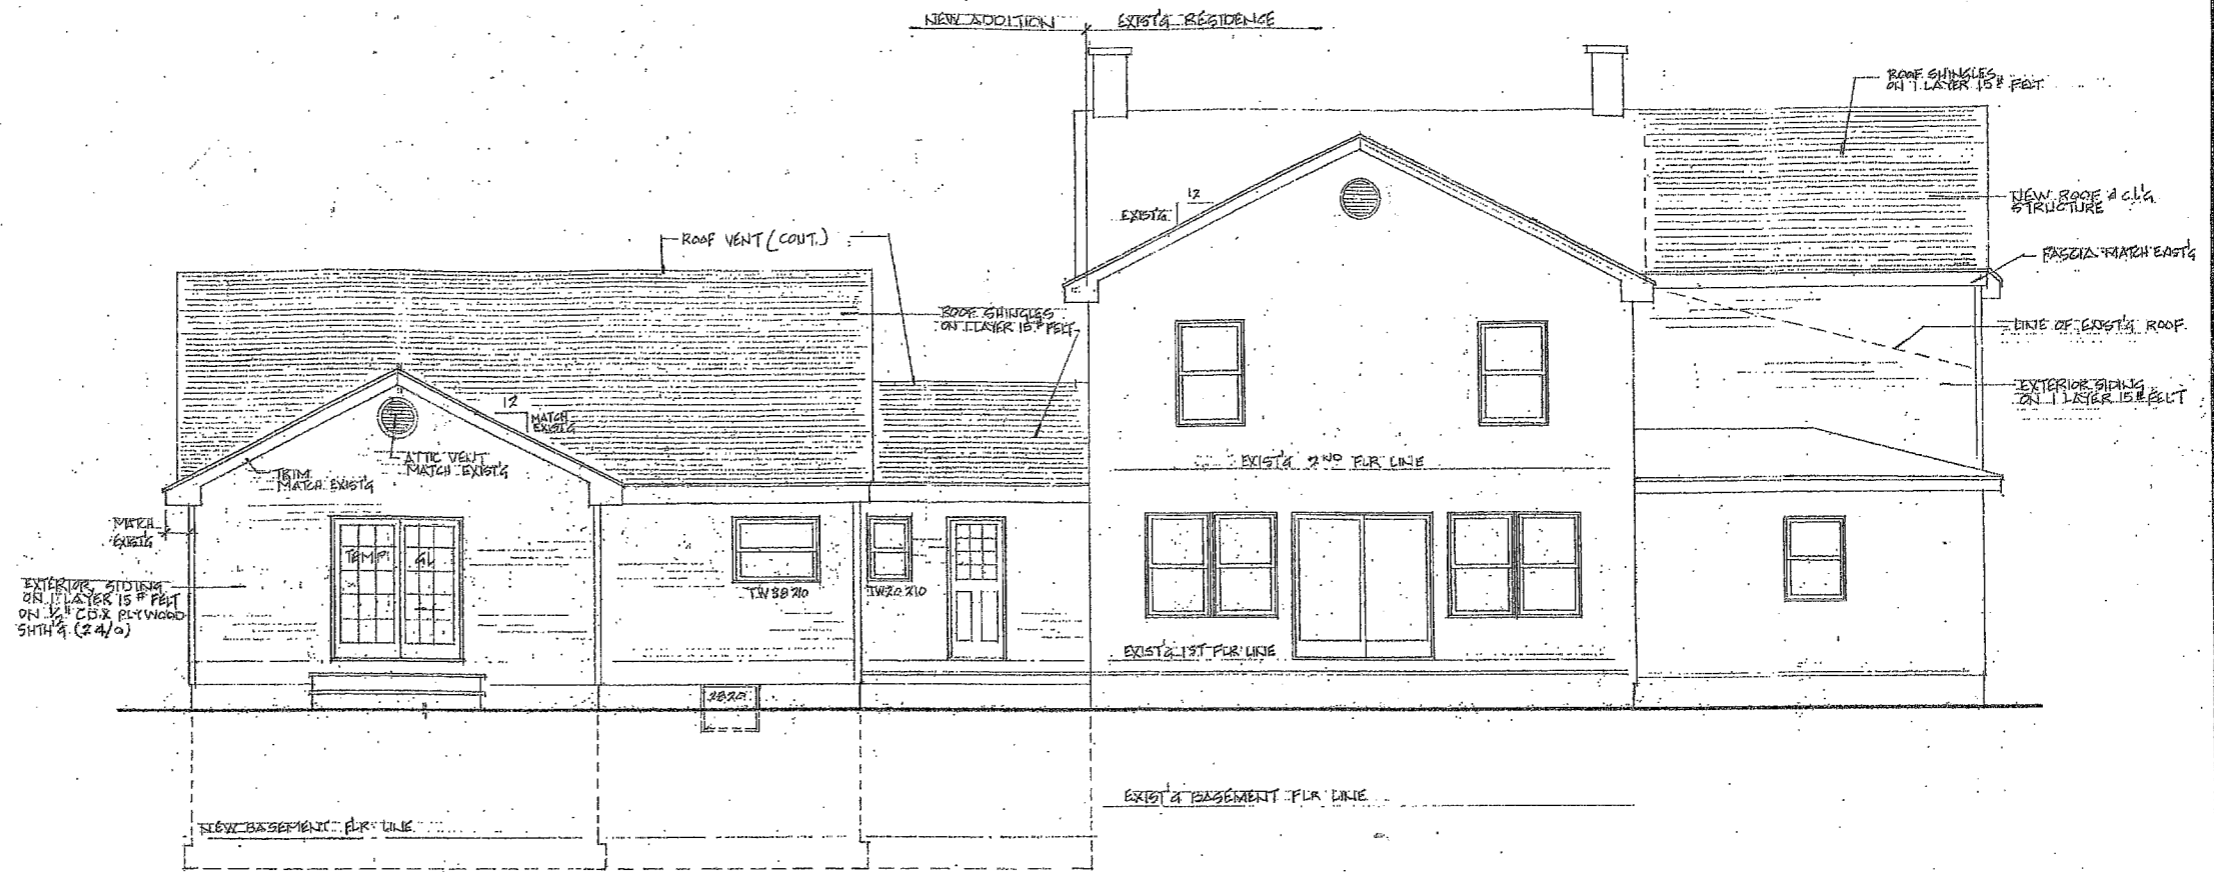 NEW ADDITION
EXIST'G RESIDENCE
ROOF SHINGLES
ON 1 LAYER 15# FELT
12
EXIST'G
NEW ROOF & CL'G
STRUCTURE
ROOF VENT (CONT.)
FASCIA MATCH EXIST'G
ROOF SHINGLES
ON 1 LAYER 15# FELT
LINE OF EXIST'G ROOF
12
MATCH
EXIST'G
EXTERIOR SIDING
ON 1 LAYER 15# FELT
ATTIC VENT
MATCH EXIST'G
TRIM
MATCH EXIST'G
EXIST'G 2ND FLR LINE
MATCH
EXIST'G
TEMP GL
EXTERIOR SIDING
ON 1 LAYER 15# FELT
ON 1/2" CDX PLYWOOD
SHTH'G (24/0)
TW38210
TW20210
EXIST'G 1ST FLR LINE
2820
EXIST'G BASEMENT FLR LINE
NEW BASEMENT FLR LINE